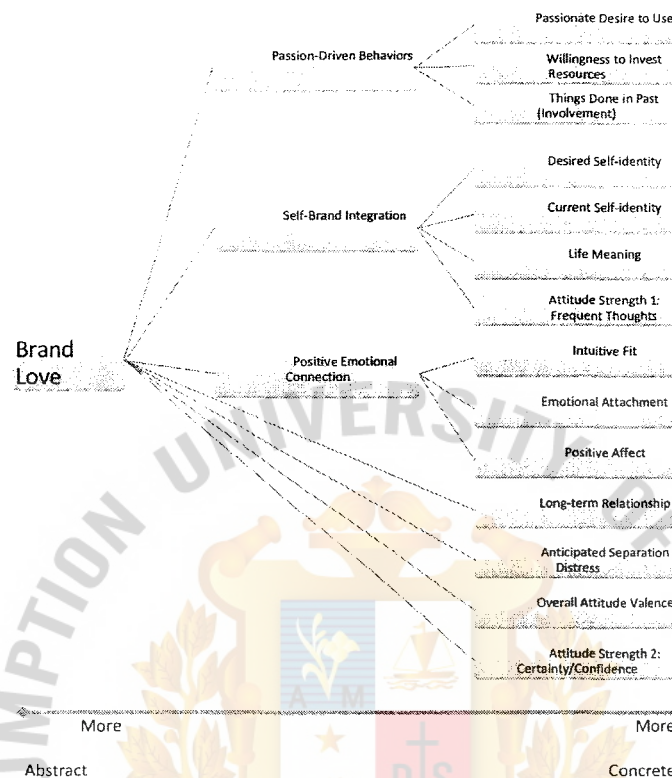 Passionate Desire to Use
Passion-Driven Behaviors
Willingness to Invest
Resources
Things Done in Past
(Involvement)
Desired Self-identity
Self-Brand Integration
Current Self-identity
Life Meaning
Attitude Strength 1:
Frequent Thoughts
Brand
Love
Positive Emotional
Connection
Intuitive Fit
Emotional Attachment
Positive Affect
Long-term Relationship
Anticipated Separation
Distress
Overall Attitude Valence
Attitude Strength 2:
Certainty/Confidence
More
More
Abstract
Concrete
UMPTION UNIVERSITY OF
A M
D S